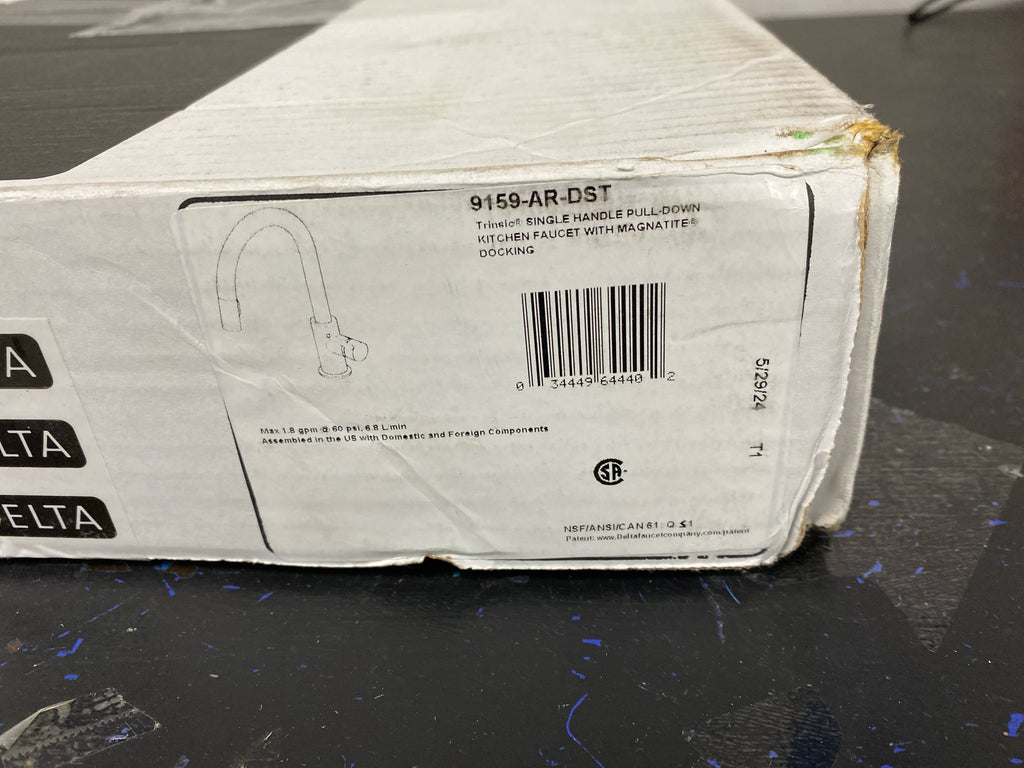 9159-AR-DST
Trinsic® SINGLE HANDLE PULL-DOWN
KITCHEN FAUCET WITH MAGNATITE®
DOCKING
0 34449 64440 2
5/29/24 T1
A
LTA
ELTA
Max 1.8 gpm @ 60 psi, 6.8 L/min
Assembled in the US with Domestic and Foreign Components
SA
NSF/ANSI/CAN 61: Q ≤ 1
Patent: www.Deltafaucetcompany.com/patent